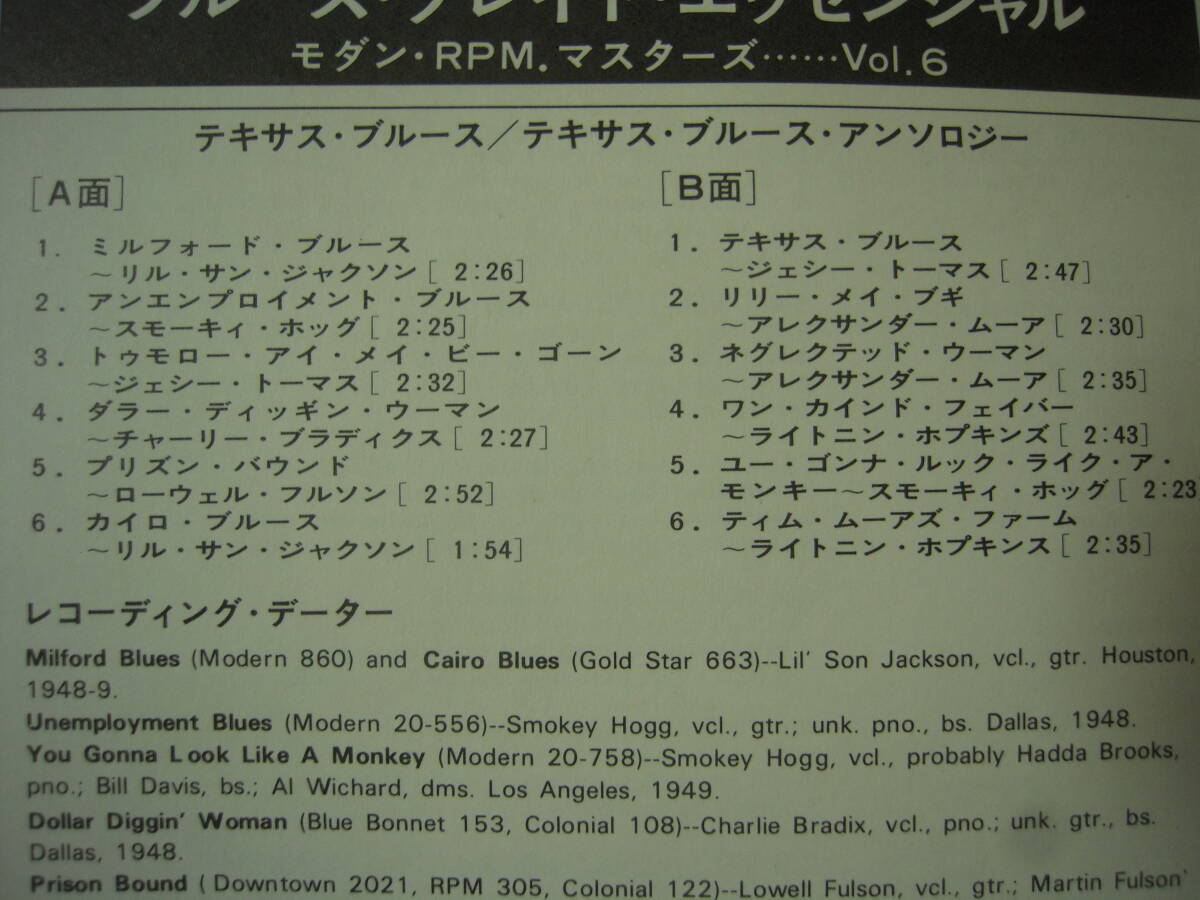 ブルース・グレイト・エッセンシャル
モダン・RPM.マスターズ……Vol.6
テキサス・ブルース／テキサス・ブルース・アンソロジー
[A面]
1. ミルフォード・ブルース
～リル・サン・ジャクソン[ 2:26]
2. アンエンプロイメント・ブルース
～スモーキィ・ホッグ[ 2:25]
3. トゥモロー・アイ・メイ・ビー・ゴーン
～ジェシー・トーマス[ 2:32]
4. ダラー・ディッギン・ウーマン
～チャーリー・ブラディクス[ 2:27]
5. プリズン・バウンド
～ローウェル・フルソン[ 2:52]
6. カイロ・ブルース
～リル・サン・ジャクソン[ 1:54]
[B面]
1. テキサス・ブルース
～ジェシー・トーマス[ 2:47]
2. リリー・メイ・ブギ
～アレクサンダー・ムーア[ 2:30]
3. ネグレクテッド・ウーマン
～アレクサンダー・ムーア[ 2:35]
4. ワン・カインド・フェイバー
～ライトニン・ホプキンズ[ 2:43]
5. ユー・ゴンナ・ルック・ライク・ア・
モンキー～スモーキィ・ホッグ[ 2:23
6. ティム・ムーアズ・ファーム
～ライトニン・ホプキンス[ 2:35]
レコーディング・データー
Milford Blues (Modern 860) and Cairo Blues (Gold Star 663)--Lil' Son Jackson, vcl., gtr. Houston,
1948-9.
Unemployment Blues (Modern 20-556)--Smokey Hogg, vcl., gtr.; unk. pno., bs. Dallas, 1948.
You Gonna Look Like A Monkey (Modern 20-758)--Smokey Hogg, vcl., probably Hadda Brooks,
pno.; Bill Davis, bs.; Al Wichard, dms. Los Angeles, 1949.
Dollar Diggin' Woman (Blue Bonnet 153, Colonial 108)--Charlie Bradix, vcl., pno.; unk. gtr., bs.
Dallas, 1948.
Prison Bound (Downtown 2021, RPM 305, Colonial 122)--Lowell Fulson, vcl., gtr.; Martin Fulson'